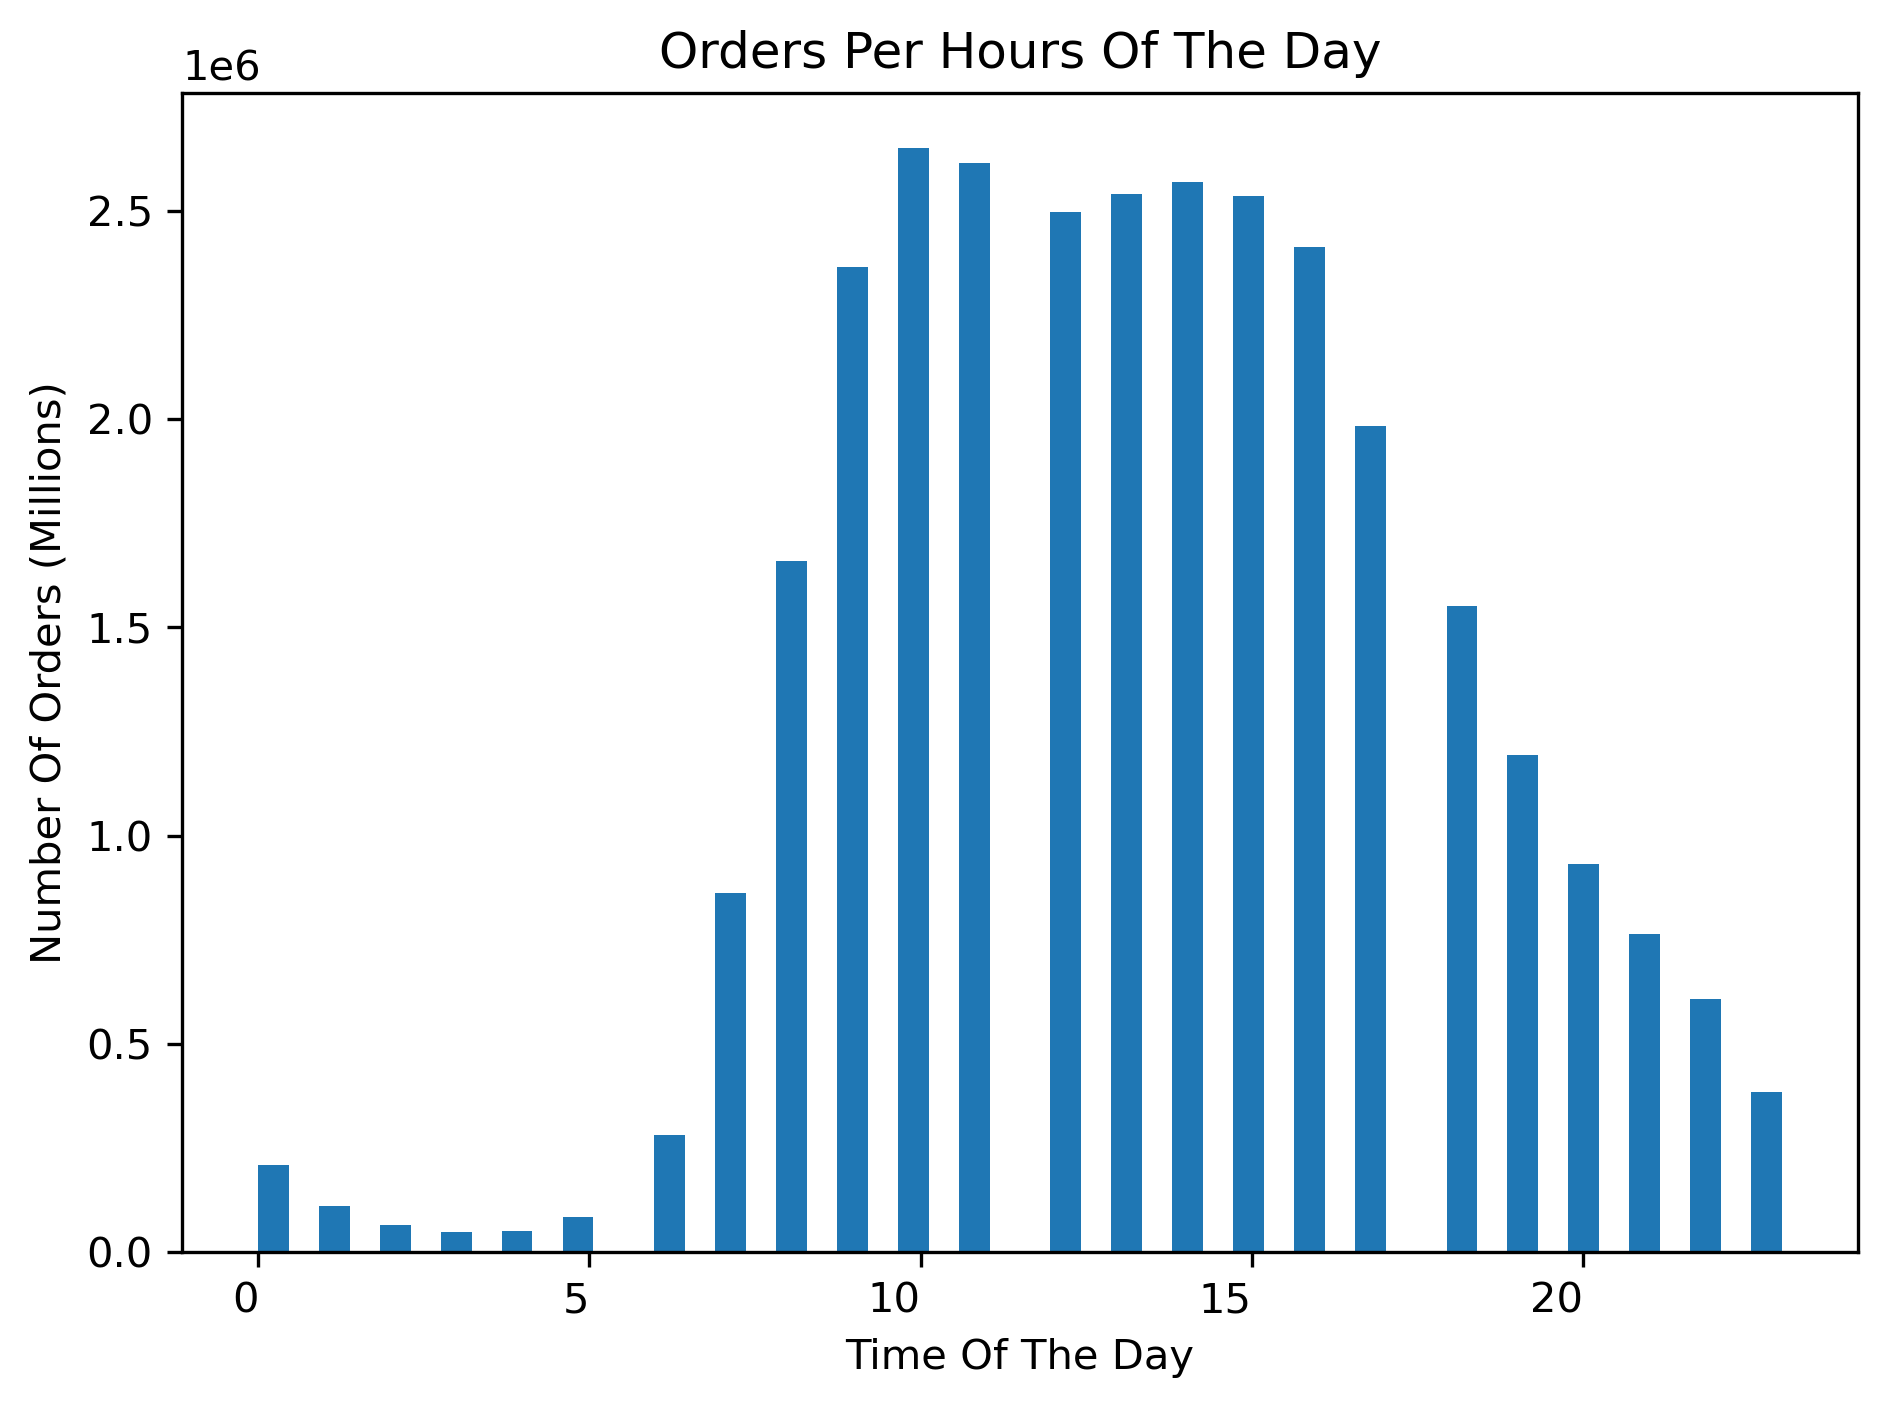 Orders Per Hours Of The Day
1e6
2.5
2.0
1.5
1.0
0.5
0.0
Number Of Orders (Millions)
0 5 10 15 20
Time Of The Day